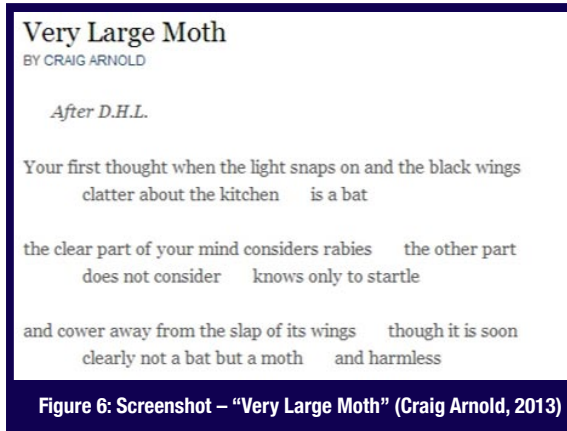 Very Large Moth
BY CRAIG ARNOLD
After D.H.L.
Your first thought when the light snaps on and the black wings
clatter about the kitchen is a bat
the clear part of your mind considers rabies the other part
does not consider knows only to startle
and cower away from the slap of its wings though it is soon
clearly not a bat but a moth and harmless
Figure 6: Screenshot – “Very Large Moth” (Craig Arnold, 2013)